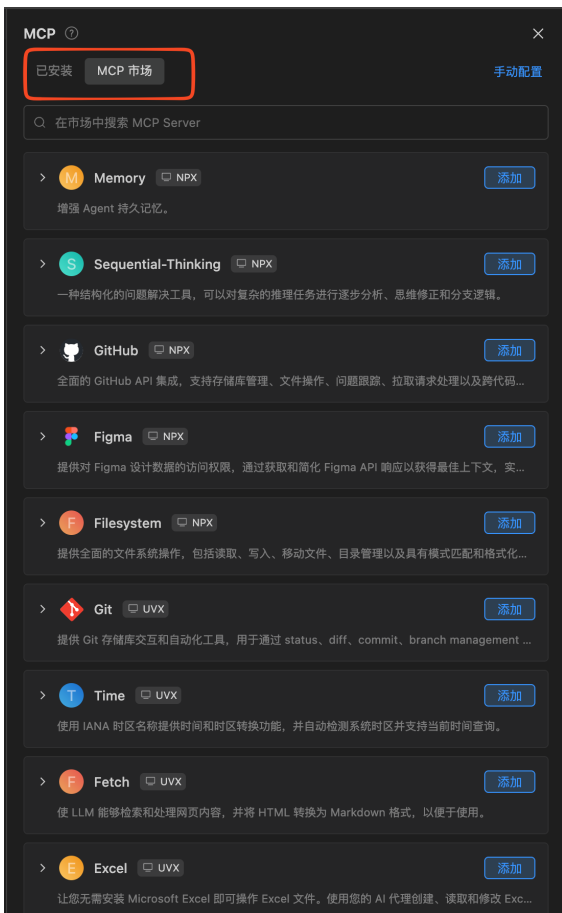 MCP ?
已安装 MCP 市场 手动配置
在市场中搜索 MCP Server
M Memory NPX 添加
增强 Agent 持久记忆。
S Sequential-Thinking NPX 添加
一种结构化的问题解决工具，可以对复杂的推理任务进行逐步分析、思维修正和分支逻辑。
GitHub NPX 添加
全面的 GitHub API 集成，支持存储库管理、文件操作、问题跟踪、拉取请求处理以及跨代码...
Figma NPX 添加
提供对 Figma 设计数据的访问权限，通过获取和简化 Figma API 响应以获得最佳上下文，实...
F Filesystem NPX 添加
提供全面的文件系统操作，包括读取、写入、移动文件、目录管理以及具有模式匹配和格式化...
Git UVX 添加
提供 Git 存储库交互和自动化工具，用于通过 status、diff、commit、branch management ...
T Time UVX 添加
使用 IANA 时区名称提供时间和时区转换功能，并自动检测系统时区并支持当前时间查询。
F Fetch UVX 添加
使 LLM 能够检索和处理网页内容，并将 HTML 转换为 Markdown 格式，以便于使用。
E Excel UVX 添加
让您无需安装 Microsoft Excel 即可操作 Excel 文件。使用您的 AI 代理创建、读取和修改 Exc...